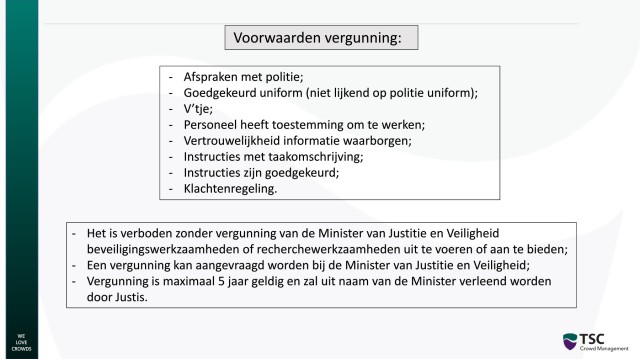 Voorwaarden vergunning:
- Afspraken met politie;
- Goedgekeurd uniform (niet lijkend op politie uniform);
- V'tje;
- Personeel heeft toestemming om te werken;
- Vertrouwelijkheid informatie waarborgen;
- Instructies met taakomschrijving;
- Instructies zijn goedgekeurd;
- Klachtenregeling.
- Het is verboden zonder vergunning van de Minister van Justitie en Veiligheid
beveiligingswerkzaamheden of recherchewerkzaamheden uit te voeren of aan te bieden;
- Een vergunning kan aangevraagd worden bij de Minister van Justitie en Veiligheid;
- Vergunning is maximaal 5 jaar geldig en zal uit naam van de Minister verleend worden
door Justis.
WE
LOVE
CROWDS
TSC
Crowd Management